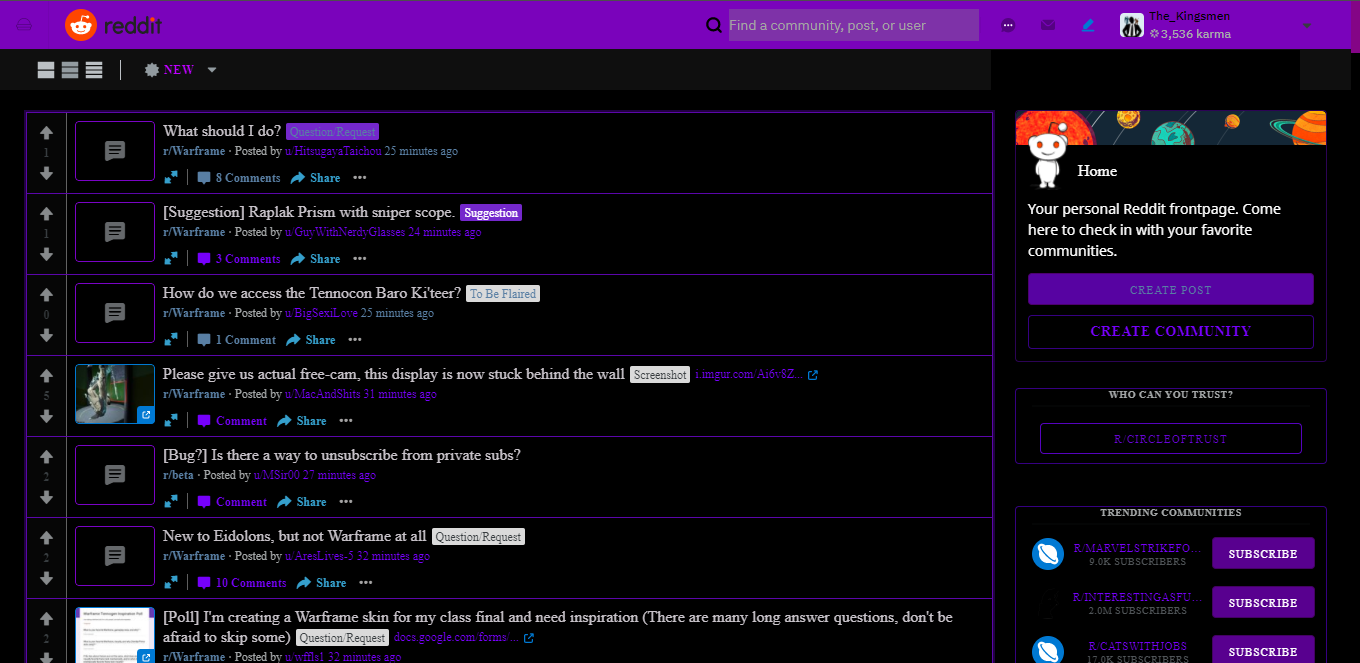 reddit
Find a community, post, or user
The_Kingsmen
3,536 karma
NEW
1
What should I do? Question/Request
r/Warframe · Posted by u/HitsugayaTaichou 25 minutes ago
8 Comments Share
1
[Suggestion] Raplak Prism with sniper scope. Suggestion
r/Warframe · Posted by u/GuyWithNerdyGlasses 24 minutes ago
3 Comments Share
0
How do we access the Tennocon Baro Ki'teer? To Be Flaired
r/Warframe · Posted by u/BigSexiLove 25 minutes ago
1 Comment Share
5
Please give us actual free-cam, this display is now stuck behind the wall Screenshot i.imgur.com/Ai6v8Z...
r/Warframe · Posted by u/MacAndShits 31 minutes ago
Comment Share
2
[Bug?] Is there a way to unsubscribe from private subs?
r/beta · Posted by u/MSir00 27 minutes ago
Comment Share
2
New to Eidolons, but not Warframe at all Question/Request
r/Warframe · Posted by u/AresLives-5 32 minutes ago
10 Comments Share
2
[Poll] I'm creating a Warframe skin for my class final and need inspiration (There are many long answer questions, don't be
afraid to skip some) Question/Request docs.google.com/forms/...
r/Warframe · Posted by u/wffls1 32 minutes ago
Home
Your personal Reddit frontpage. Come
here to check in with your favorite
communities.
CREATE POST
CREATE COMMUNITY
WHO CAN YOU TRUST?
R/CIRCLEOFTRUST
TRENDING COMMUNITIES
R/MARVELSTRIKEFO...
9.0K SUBSCRIBERS
SUBSCRIBE
R/INTERESTINGASFU...
2.0M SUBSCRIBERS
SUBSCRIBE
R/CATSWITHJOBS
17.0K SUBSCRIBERS
SUBSCRIBE